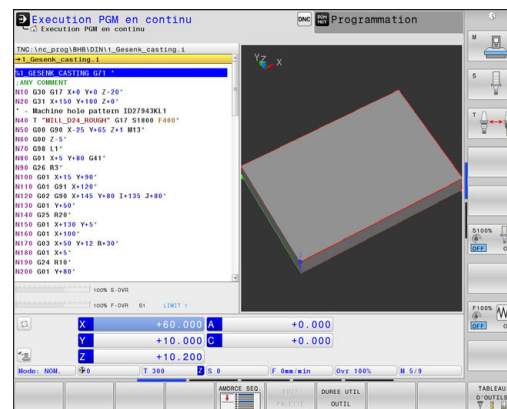 Execution PGM en continu
Execution PGM en continu
DNC
Programmation
TNC:\nc_prog\BHB\DIN\1_Gesenk_casting.i
→1_Gesenk_casting.i
%1_GESENK_CASTING G71 *
;ANY COMMENT
N10 G30 G17 X+0 Y+0 Z-20*
N20 G31 X+150 Y+100 Z+0*
* - Machine hole pattern ID27943KL1
N40 T "MILL_D24_ROUGH" G17 S1800 F400*
N50 G00 G90 X-25 Y+65 Z+1 M13*
N60 G00 Z-5*
N70 G98 L1*
N80 G01 X+5 Y+80 G41*
N90 G26 R3*
N100 G01 X+15 Y+90*
N110 G01 G91 X+120*
N120 G02 G90 X+145 Y+80 I+135 J+80*
N130 G01 Y+50*
N140 G25 R20*
N150 G01 X+130 Y+5*
N160 G01 X+100*
N170 G03 X+50 Y+12 R+30*
N180 G01 X+5*
N190 G24 R10*
N200 G01 Y+80*
YZ X
100% S-OVR
100% F-OVR S1 LIMIT 1
X +60.000 A +0.000
Y +10.000 C +0.000
Z +10.200
Mode: NOM. 0 T 300 Z S 0 F 0mm/min Ovr 100% M 5/9
AMORCE SEQ.
EDIT PALETTE
DUREE UTIL OUTIL
TABLEAU D'OUTILS
M
S
T
S100%
OFF
F100% W
OFF